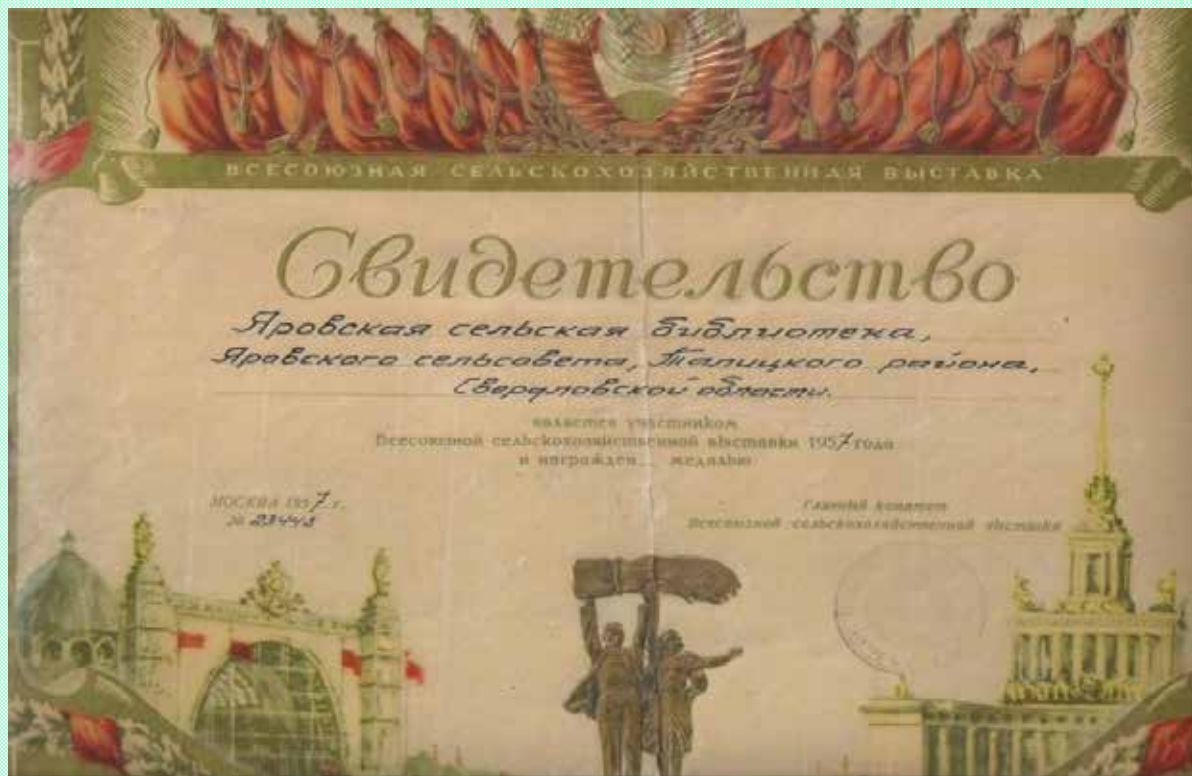 ВСЕСОЮЗНАЯ СЕЛЬСКОХОЗЯЙСТВЕННАЯ ВЫСТАВКА
Свидетельство
Яровская сельская библиотека,
Яровского сельсовета, Талицкого района,
Свердловской области.
является участником
Всесоюзной сельскохозяйственной выставки 1957 года
и награжден медалью
МОСКВА 1957 г.
№ 23443
Главный комитет
Всесоюзной сельскохозяйственной выставки